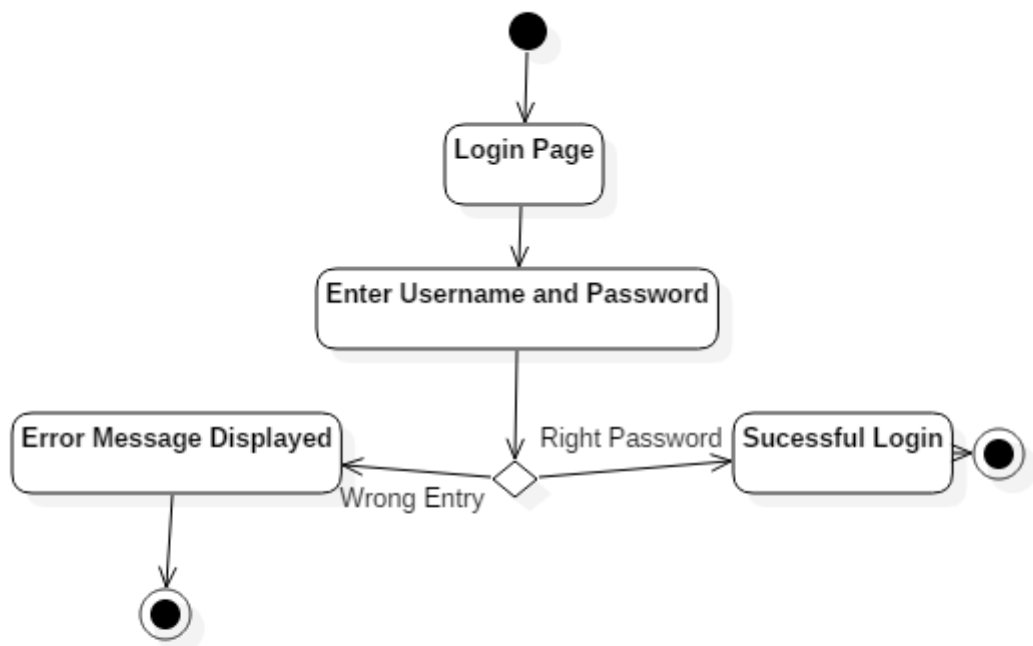 Login Page
Enter Username and Password
Error Message Displayed
Right Password
Sucessful Login
Wrong Entry